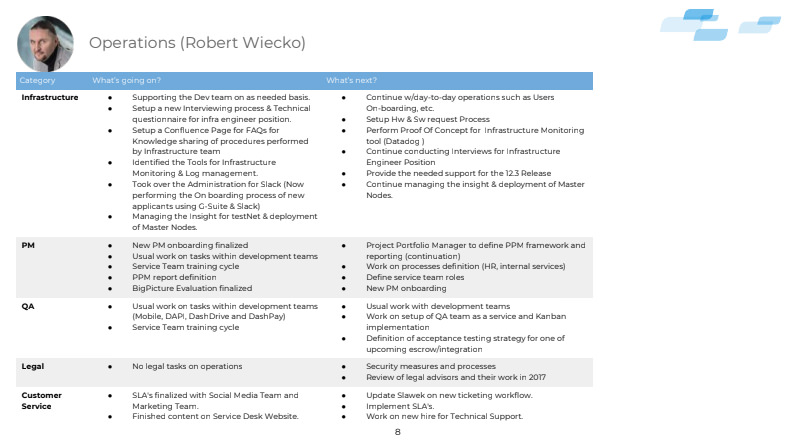 Operations (Robert Wiecko)
Category What's going on? What's next?
Infrastructure
● Supporting the Dev team on as needed basis.
● Setup a new Interviewing process & Technical
questionnaire for infra engineer position.
● Setup a Confluence Page for FAQs for
Knowledge sharing of procedures performed
by Infrastructure team
● Identified the Tools for Infrastructure
Monitoring & Log management.
● Took over the Administration for Slack (Now
performing the On boarding process of new
applicants using G-Suite & Slack)
● Managing the Insight for testNet & deployment
of Master Nodes.
● Continue w/day-to-day operations such as Users
On-boarding, etc.
● Setup Hw & Sw request Process
● Perform Proof Of Concept for Infrastructure Monitoring
tool (Datadog )
● Continue conducting Interviews for Infrastructure
Engineer Position
● Provide the needed support for the 12.3 Release
● Continue managing the insight & deployment of Master
Nodes.
PM
● New PM onboarding finalized
● Usual work on tasks within development teams
● Service Team training cycle
● PPM report definition
● BigPicture Evaluation finalized
● Project Portfolio Manager to define PPM framework and
reporting (continuation)
● Work on processes definition (HR, internal services)
● Define service team roles
● New PM onboarding
QA
● Usual work on tasks within development teams
(Mobile, DAPI, DashDrive and DashPay)
● Service Team training cycle
● Usual work with development teams
● Work on setup of QA team as a service and Kanban
implementation
● Definition of acceptance testing strategy for one of
upcoming escrow/integration
Legal
● No legal tasks on operations
● Security measures and processes
● Review of legal advisors and their work in 2017
Customer
Service
● SLA's finalized with Social Media Team and
Marketing Team.
● Finished content on Service Desk Website.
● Update Slawek on new ticketing workflow.
● Implement SLA's.
● Work on new hire for Technical Support.
8